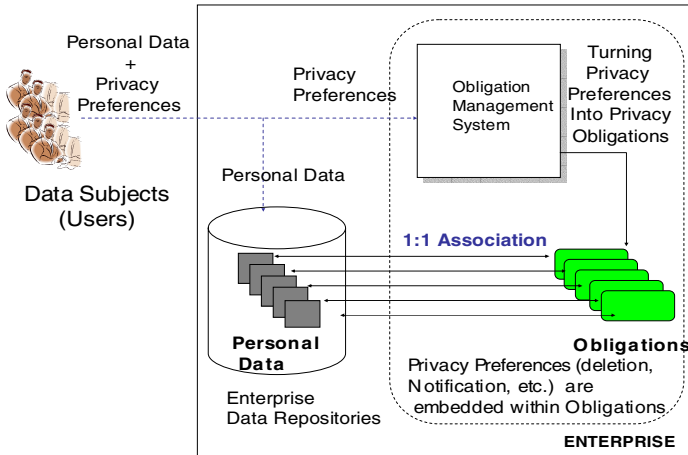 Personal Data
+
Privacy
Preferences
Data Subjects
(Users)
Privacy
Preferences
Obligation
Management
System
Turning
Privacy
Preferences
Into Privacy
Obligations
Personal Data
1:1 Association
Personal
Data
Obligations
Enterprise
Data Repositories
Privacy Preferences (deletion,
Notification, etc.) are
embedded within Obligations
ENTERPRISE